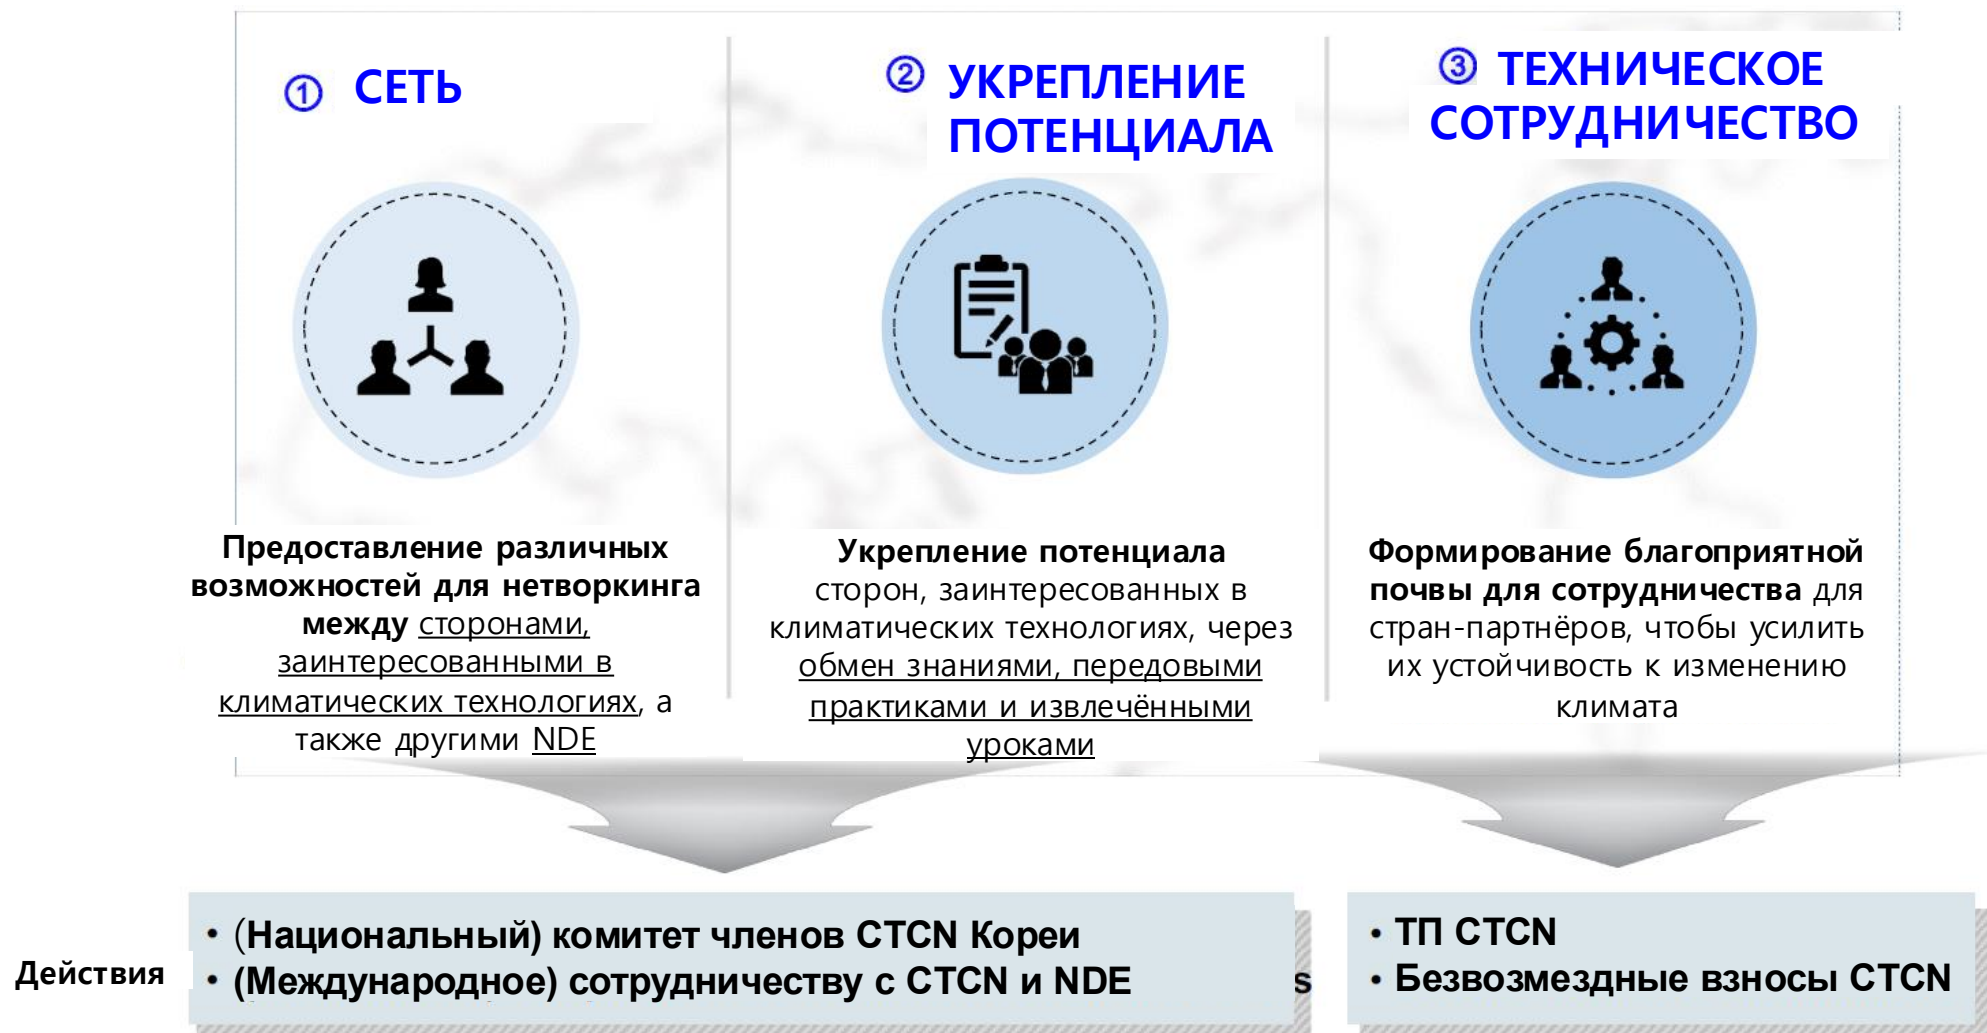 ① СЕТЬ
② УКРЕПЛЕНИЕ
ПОТЕНЦИАЛА
③ ТЕХНИЧЕСКОЕ
СОТРУДНИЧЕСТВО
Предоставление различных
возможностей для нетворкинга
между сторонами,
заинтересованными в
климатических технологиях, а
также другими NDE
Укрепление потенциала
сторон, заинтересованных в
климатических технологиях, через
обмен знаниями, передовыми
практиками и извлечёнными
уроками
Формирование благоприятной
почвы для сотрудничества для
стран-партнёров, чтобы усилить
их устойчивость к изменению
климата
Действия
• (Национальный) комитет членов CTCN Кореи
• (Международное) сотрудничеству с CTCN и NDE
• ТП CTCN
• Безвозмездные взносы CTCN